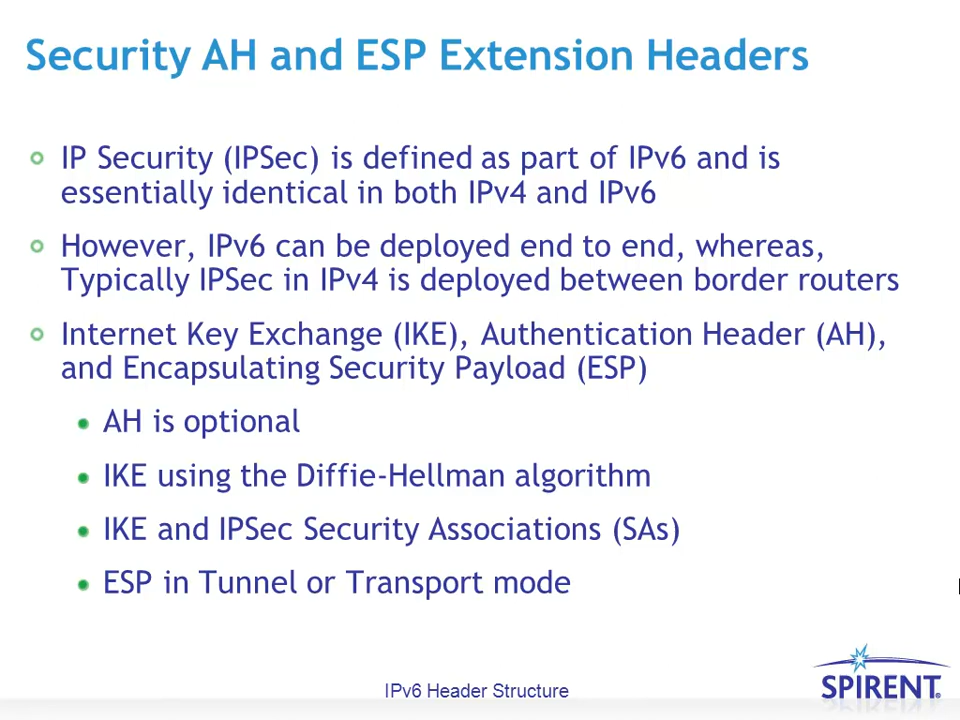 Security AH and ESP Extension Headers
IP Security (IPSec) is defined as part of IPv6 and is
essentially identical in both IPv4 and IPv6
However, IPv6 can be deployed end to end, whereas,
Typically IPSec in IPv4 is deployed between border routers
Internet Key Exchange (IKE), Authentication Header (AH),
and Encapsulating Security Payload (ESP)
AH is optional
IKE using the Diffie-Hellman algorithm
IKE and IPSec Security Associations (SAs)
ESP in Tunnel or Transport mode
IPv6 Header Structure
SPIRENT®